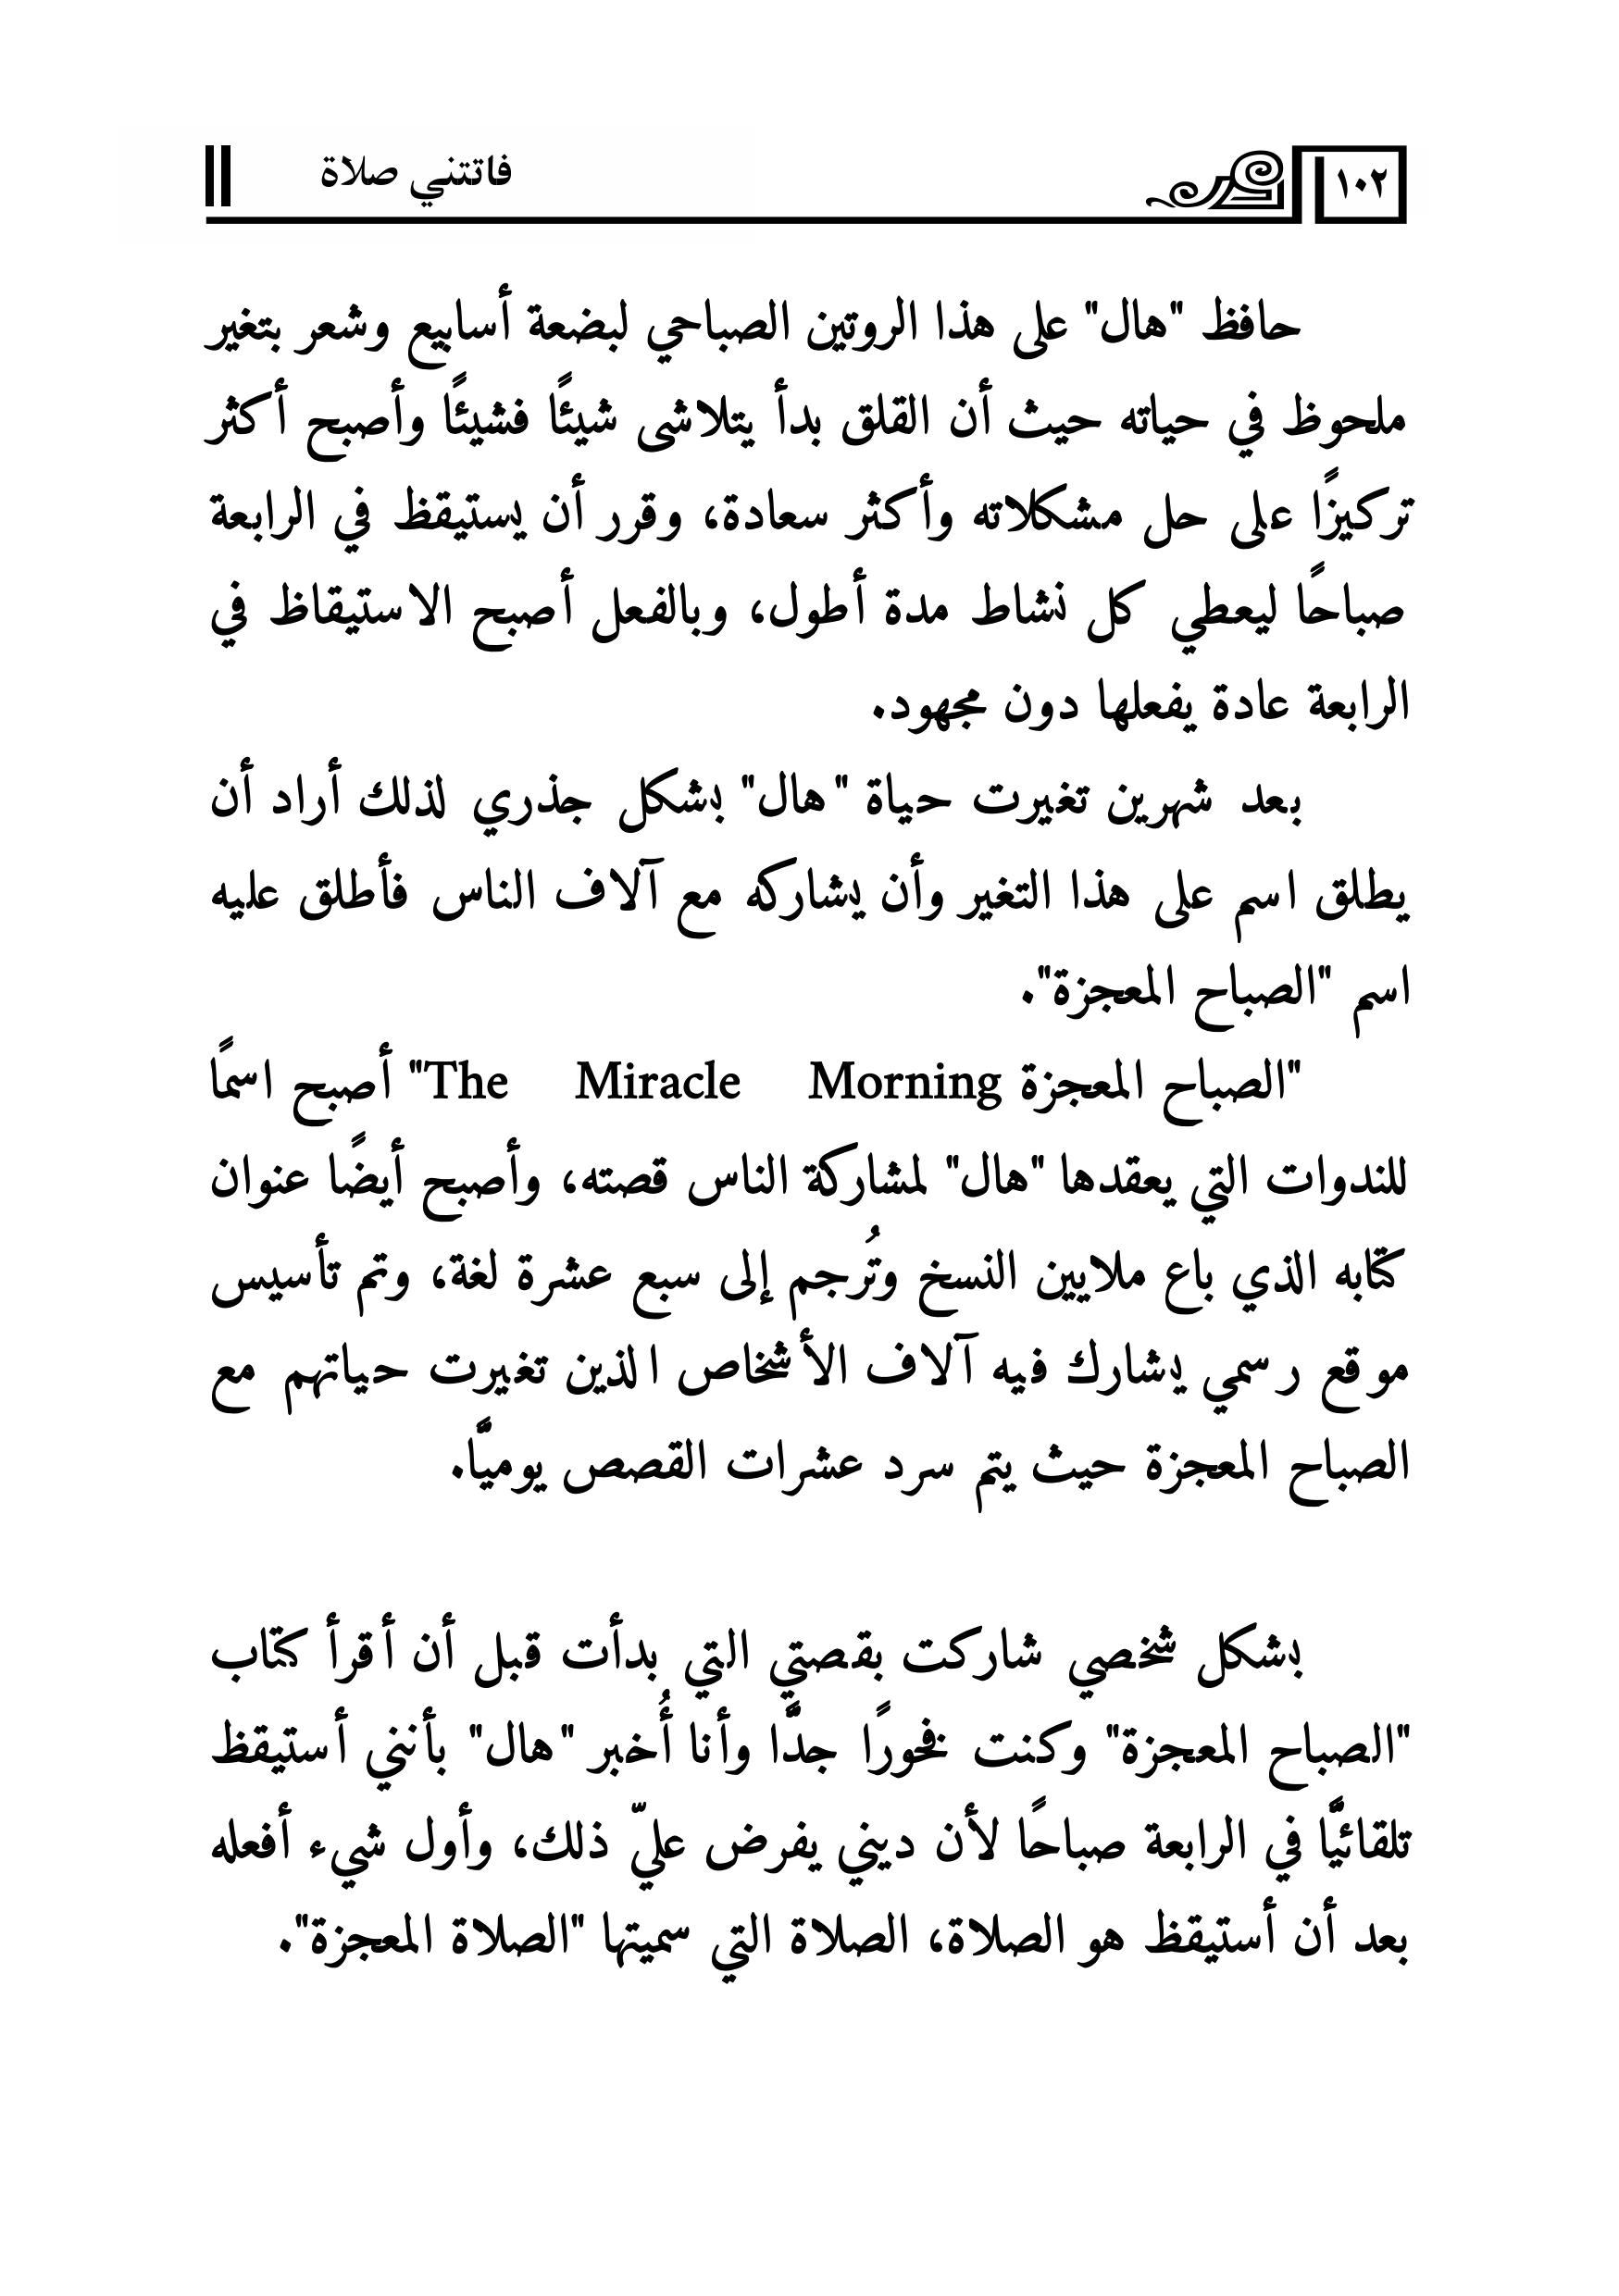 ١٠٢
فاتتني صلاة
حافظ "هال" على هذا الروتين الصباحي لبضعة أسابيع وشعر بتغير
ملحوظ في حياته حيث أن القلق بدأ يتلاشى شيئًا فشيئًا وأصبح أكثر
تركيزًا على حل مشكلاته وأكثر سعادة، وقرر أن يستيقظ في الرابعة
صباحًا ليعطي كل نشاط مدة أطول، وبالفعل أصبح الاستيقاظ في
الرابعة عادة يفعلها دون مجهود.
بعد شهرين تغيرت حياة "هال" بشكل جذري لذلك أراد أن
يطلق اسم على هذا التغير وأن يشاركه مع آلاف الناس فأطلق عليه
اسم "الصباح المعجزة".
"الصباح المعجزة The Miracle Morning" أصبح اسمًا
للندوات التي يعقدها "هال" لمشاركة الناس قصته، وأصبح أيضًا عنوان
كتابه الذي باع ملايين النسخ وتُرجم إلى سبع عشرة لغة، وتم تأسيس
موقع رسمي يشارك فيه آلاف الأشخاص الذين تغيرت حياتهم مع
الصباح المعجزة حيث يتم سرد عشرات القصص يوميًّا.
بشكل شخصي شاركت بقصتي التي بدأت قبل أن أقرأ كتاب
"الصباح المعجزة" وكنت فخورًا جدًّا وأنا أُخبر "هال" بأنني أستيقظ
تلقائيًّا في الرابعة صباحًا لأن ديني يفرض عليّ ذلك، وأول شيء أفعله
بعد أن أستيقظ هو الصلاة، الصلاة التي سميتها "الصلاة المعجزة".